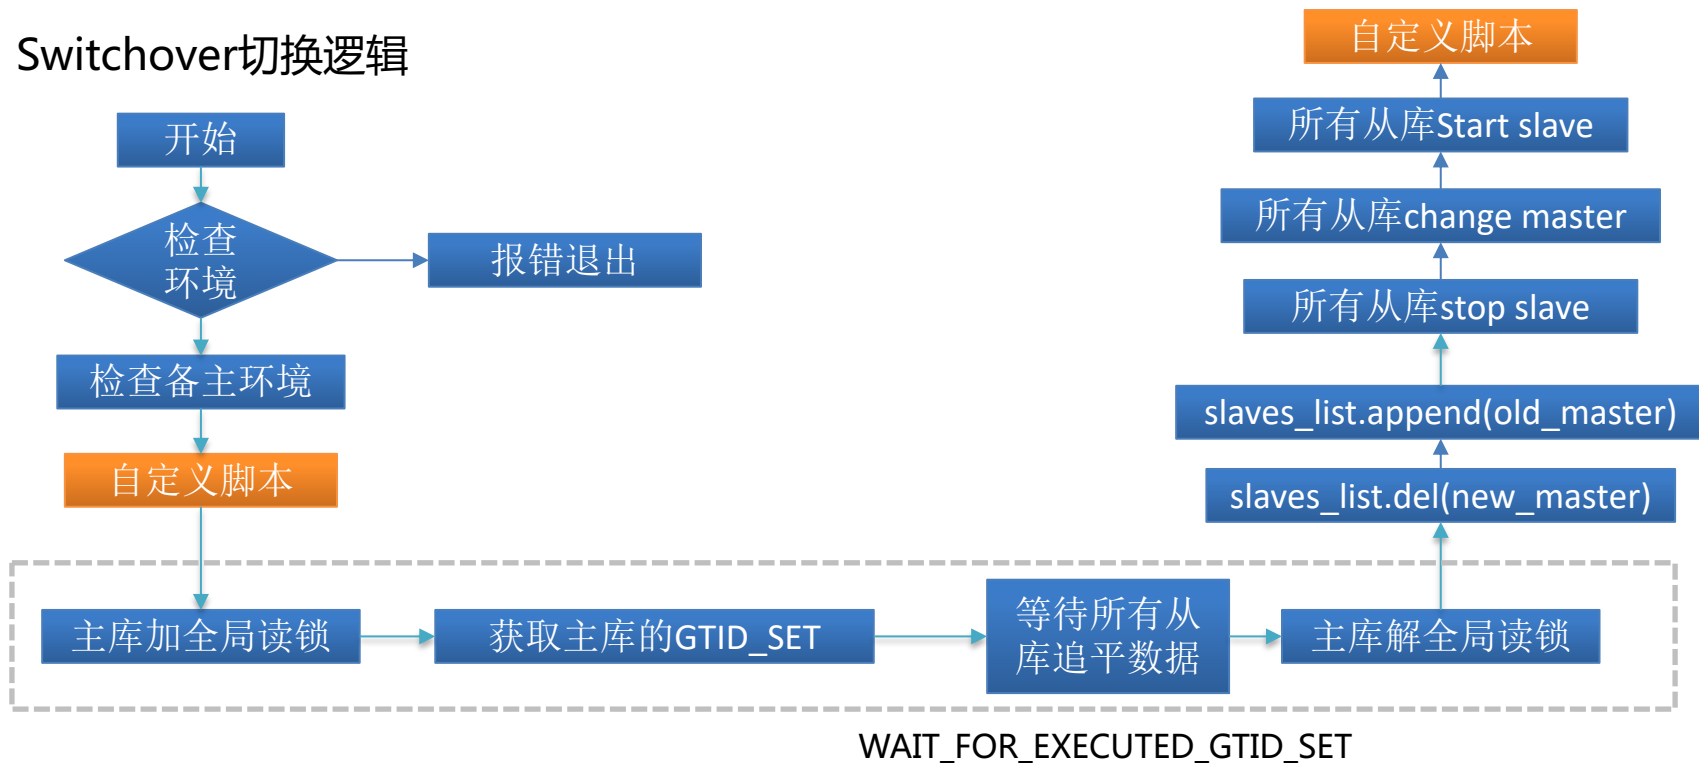 Switchover切换逻辑
开始
检查
环境
报错退出
检查备主环境
自定义脚本
主库加全局读锁
获取主库的GTID_SET
等待所有从
库追平数据
主库解全局读锁
WAIT_FOR_EXECUTED_GTID_SET
slaves_list.del(new_master)
slaves_list.append(old_master)
所有从库stop slave
所有从库change master
所有从库Start slave
自定义脚本